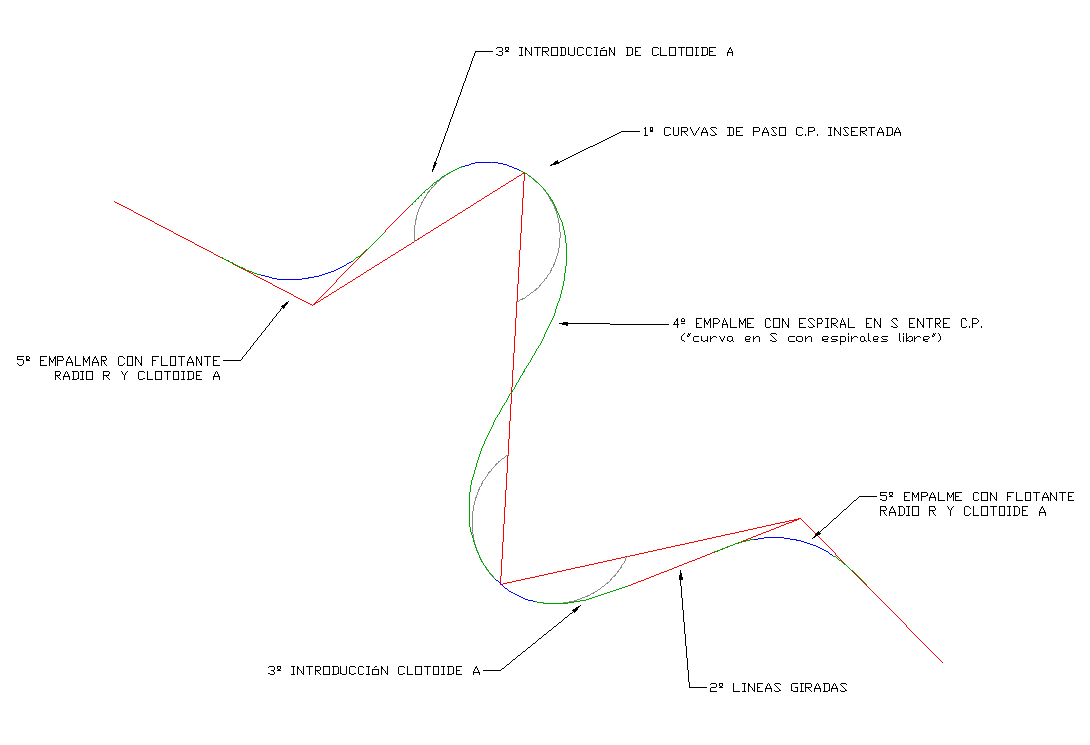 3º INTRODUCCIóN DE CLOTOIDE A
1º CURVAS DE PASO C.P. INSERTADA
4º EMPALME CON ESPIRAL EN S ENTRE C.P.
("curva en S con espirales libre")
5º EMPALMAR CON FLOTANTE
RADIO R Y CLOTOIDE A
5º EMPALME CON FLOTANTE
RADIO R Y CLOTOIDE A
3º INTRODUCCIóN CLOTOIDE A
2º LINEAS GIRADAS